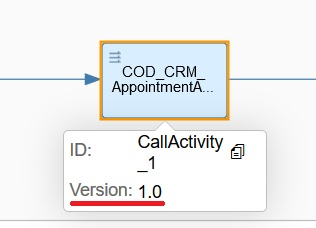 COD_CRM_
AppointmentA...
ID: CallActivity
_1
Version: 1.0